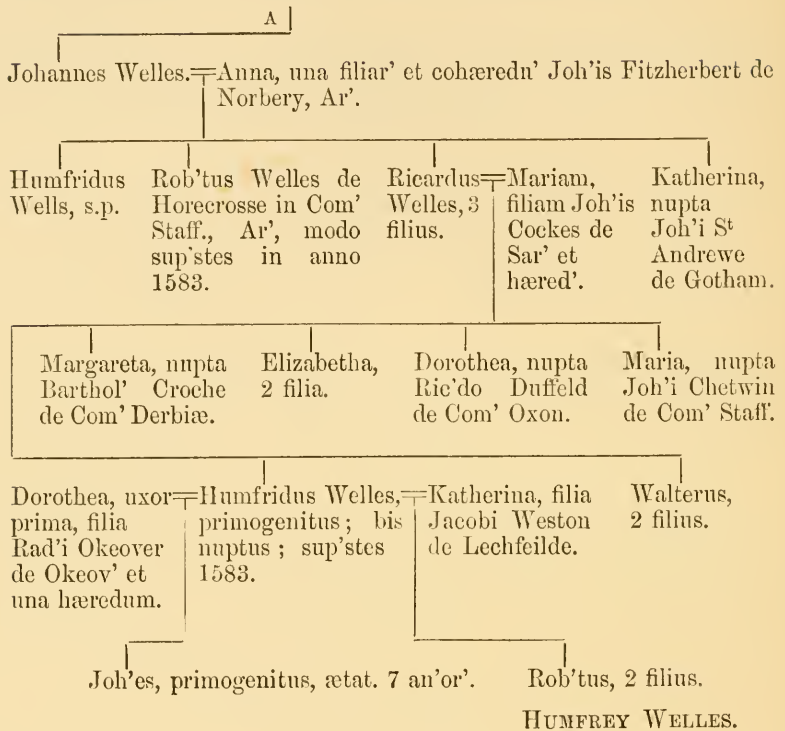 A
Johannes Welles. Anna, una filiar' et cohæredn' Joh'is Fitzherbert de
Norbery, Ar'.
Humfridus
Wells, s.p.
Rob'tus Welles de
Horecrosse in Com'
Staff., Ar', modo
sup'stes in anno
1583.
Ricardus
Welles, 3
filius.
Mariam,
filiam Joh'is
Cockes de
Sar' et
hæred'.
Katherina,
nupta
Joh'i St
Andrewe
de Gotham.
Margareta, nupta
Barthol' Croche
de Com' Derbiæ.
Elizabetha,
2 filia.
Dorothea, nupta
Ric'do Duffeld
de Com' Oxon.
Maria, nupta
Joh'i Chetwin
de Com' Staff.
Dorothea, uxor
prima, filia
Rad'i Okeover
de Okeov' et
una hæredum.
Humfridus Welles,
primogenitus; bis
nuptus; sup'stes
1583.
Katherina, filia
Jacobi Weston
de Lechfeilde.
Walterus,
2 filius.
Joh'es, primogenitus, ætat. 7 an'or'.
Rob'tus, 2 filius.
HUMFREY WELLES.